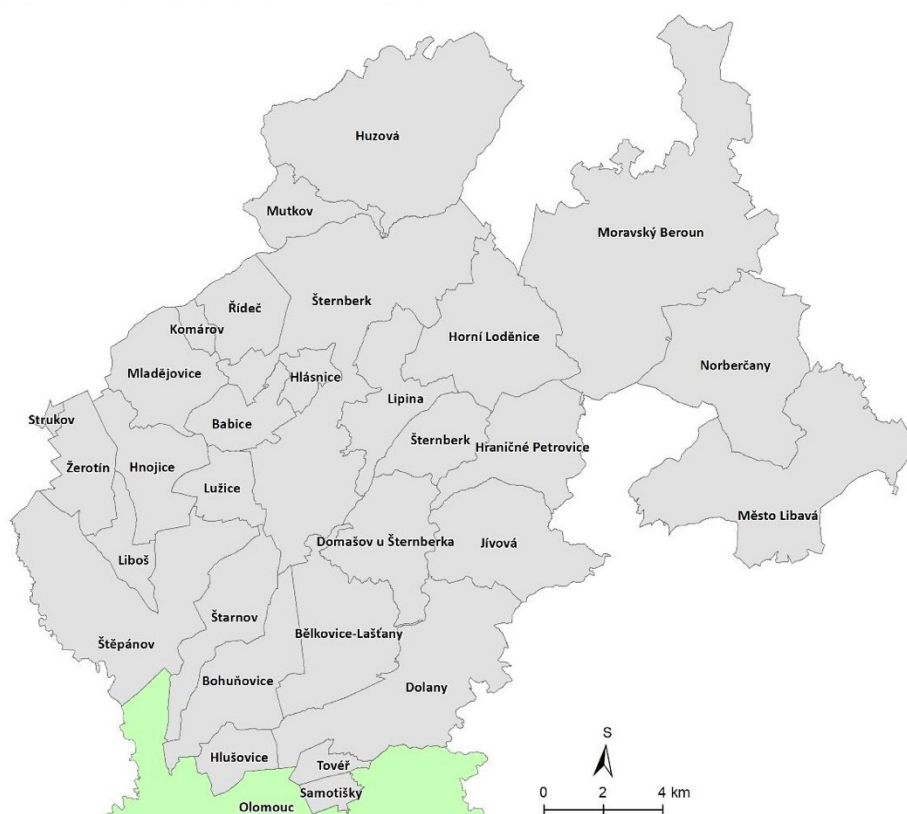 Huzová
Mutkov
Moravský Beroun
Řídeč
Šternberk
Komárov
Horní Loděnice
Mladějovice
Hlásnice
Norberčany
Lipina
Strukov
Babice
Šternberk
Hraničné Petrovice
Žerotín
Hnojice
Lužice
Město Libavá
Domašov u Šternberka
Jívová
Liboš
Štarnov
Bělkovice-Lašťany
Štěpánov
Bohuňovice
Dolany
S
Hlušovice
Tovéř
Samotišky
Olomouc
0 2 4 km